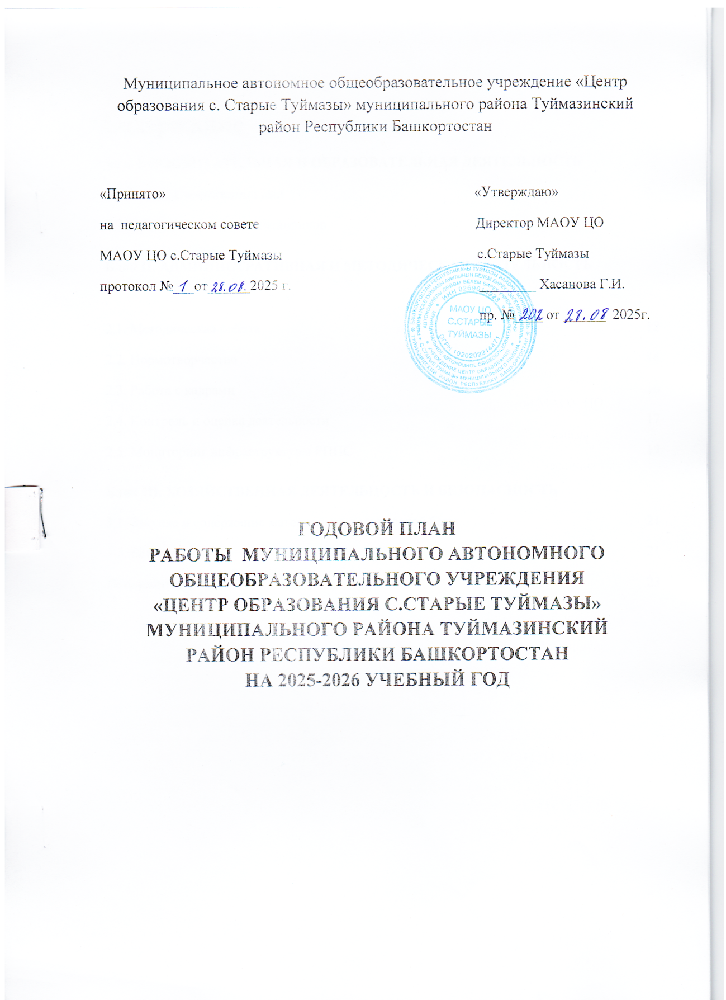 Муниципальное автономное общеобразовательное учреждение «Центр
образования с. Старые Туймазы» муниципального района Туймазинский
район Республики Башкортостан
«Принято»
на педагогическом совете
МАОУ ЦО с.Старые Туймазы
протокол № 1 от 28.08. 2025 г.
«Утверждаю»
Директор МАОУ ЦО
с.Старые Туймазы
________ Хасанова Г.И.
пр. № 202 от 28.08 2025г.
МАОУ ЦО
С.СТАРЫЕ
ТУЙМАЗЫ
ОГРН 1020202214471
ГОДОВОЙ ПЛАН
РАБОТЫ МУНИЦИПАЛЬНОГО АВТОНОМНОГО
ОБЩЕОБРАЗОВАТЕЛЬНОГО УЧРЕЖДЕНИЯ
«ЦЕНТР ОБРАЗОВАНИЯ С.СТАРЫЕ ТУЙМАЗЫ»
МУНИЦИПАЛЬНОГО РАЙОНА ТУЙМАЗИНСКИЙ
РАЙОН РЕСПУБЛИКИ БАШКОРТОСТАН
НА 2025-2026 УЧЕБНЫЙ ГОД